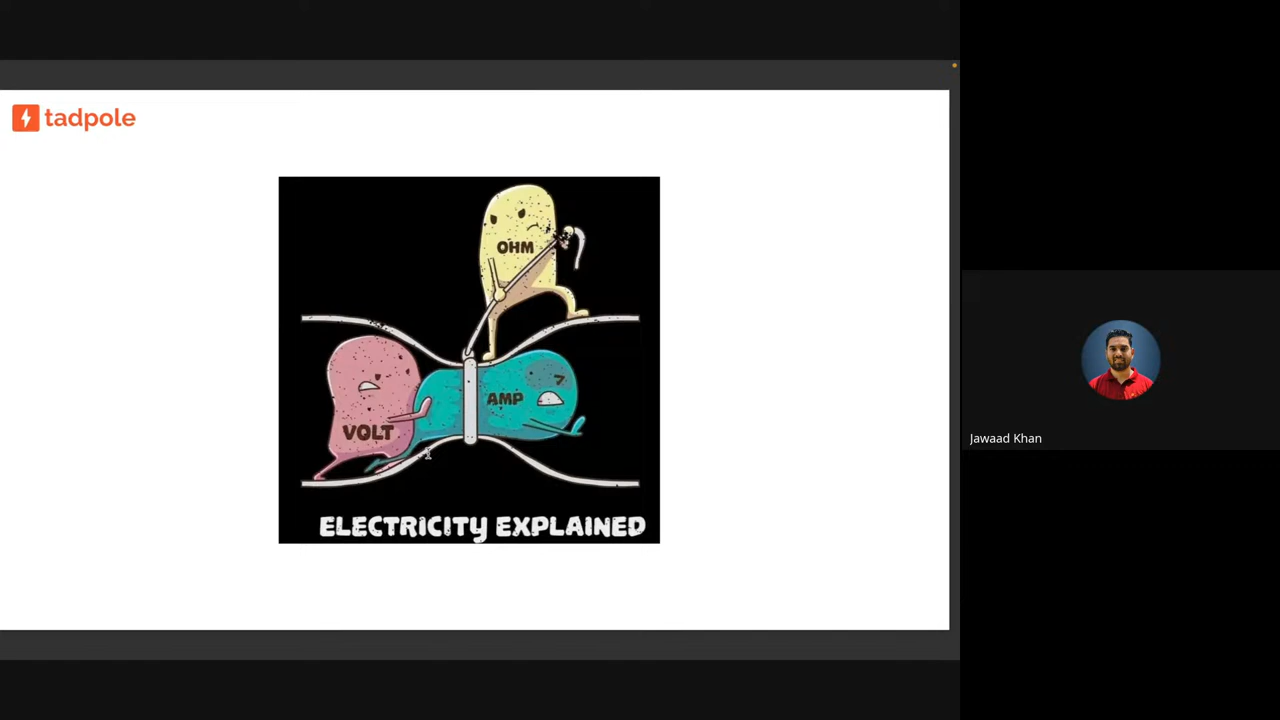 tadpole
OHM
AMP
VOLT
ELECTRICITY EXPLAINED
Jawaad Khan